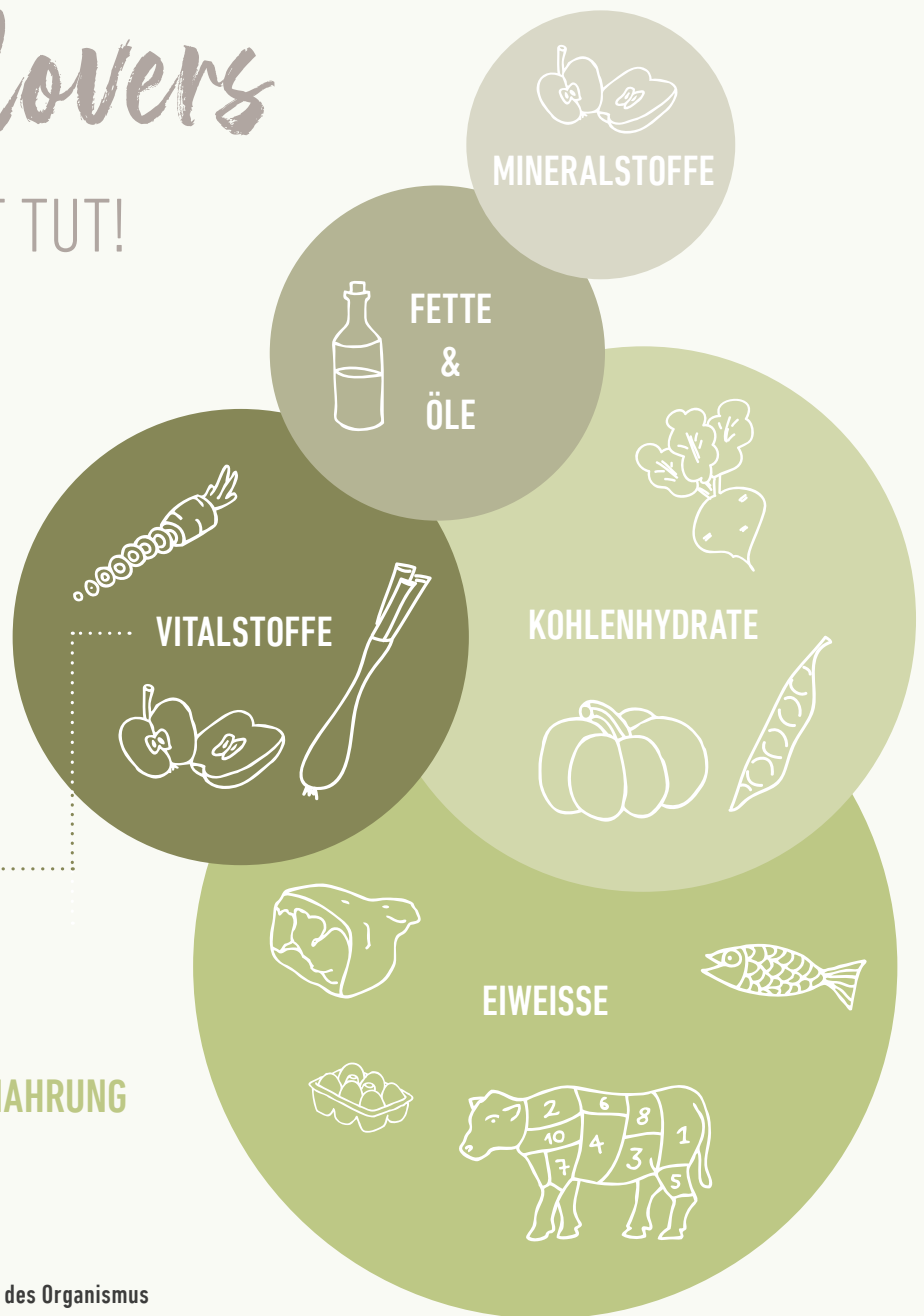 lovers
T TUT!
MINERALSTOFFE
FETTE
&
ÖLE
VITALSTOFFE
KOHLENHYDRATE
EIWEISSE
NAHRUNG
2
6
8
1
10
4
7
3
5
des Organismus